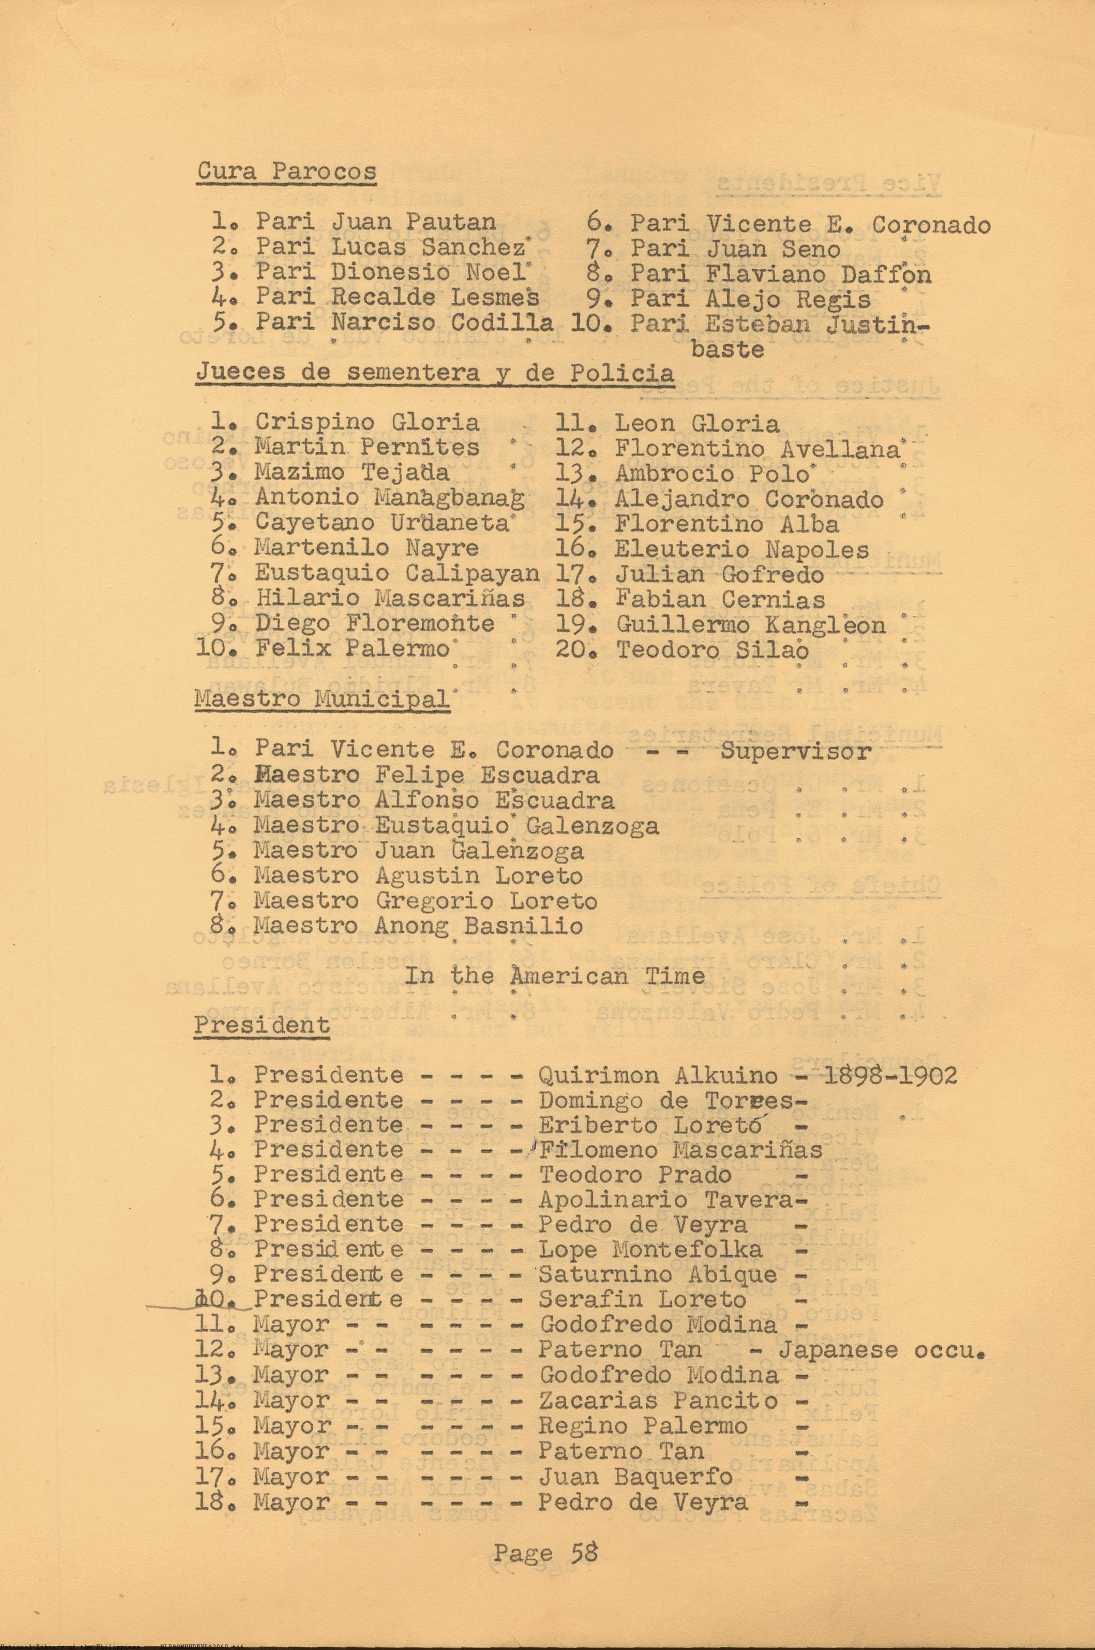 Cura Parocos
1. Pari Juan Pautan 6. Pari Vicente E. Coronado
2. Pari Lucas Sanchez 7. Pari Juan Seno
3. Pari Dionesio Noel 8. Pari Flaviano Daffon
4. Pari Recalde Lesmes 9. Pari Alejo Regis
5. Pari Narciso Codilla 10. Pari Esteban Justin-
baste
Jueces de sementera y de Policia
1. Crispino Gloria 11. Leon Gloria
2. Martin Pernites 12. Florentino Avellana
3. Mazimo Tejada 13. Ambrocio Polo
4. Antonio Managbanag 14. Alejandro Coronado
5. Cayetano Urdaneta 15. Florentino Alba
6. Martenilo Nayre 16. Eleuterio Napoles
7. Eustaquio Calipayan 17. Julian Gofredo
8. Hilario Mascariñas 18. Fabian Cernias
9. Diego Floremonte 19. Guillermo Kangleon
10. Felix Palermo 20. Teodoro Silao
Maestro Municipal
1. Pari Vicente E. Coronado - - Supervisor
2. Maestro Felipe Escuadra
3. Maestro Alfonso Escuadra
4. Maestro Eustaquio Galenzoga
5. Maestro Juan Galenzoga
6. Maestro Agustin Loreto
7. Maestro Gregorio Loreto
8. Maestro Anong Basnilio
In the American Time
President
1. Presidente - - - - Quirimon Alkuino - 1898-1902
2. Presidente - - - - Domingo de Torres-
3. Presidente - - - - Eriberto Loreto -
4. Presidente - - - - Filomeno Mascariñas
5. Presidente - - - - Teodoro Prado -
6. Presidente - - - - Apolinario Tavera-
7. Presidente - - - - Pedro de Veyra -
8. Presidente - - - - Lope Montefolka -
9. Presidente - - - - Saturnino Abique -
10. Presidente - - - - Serafin Loreto -
11. Mayor - - - - - - Godofredo Modina -
12. Mayor - - - - - - Paterno Tan - Japanese occu.
13. Mayor - - - - - - Godofredo Modina -
14. Mayor - - - - - - Zacarias Pancito -
15. Mayor - - - - - - Regino Palermo -
16. Mayor - - - - - - Paterno Tan -
17. Mayor - - - - - - Juan Baquerfo -
18. Mayor - - - - - - Pedro de Veyra -
Page 58